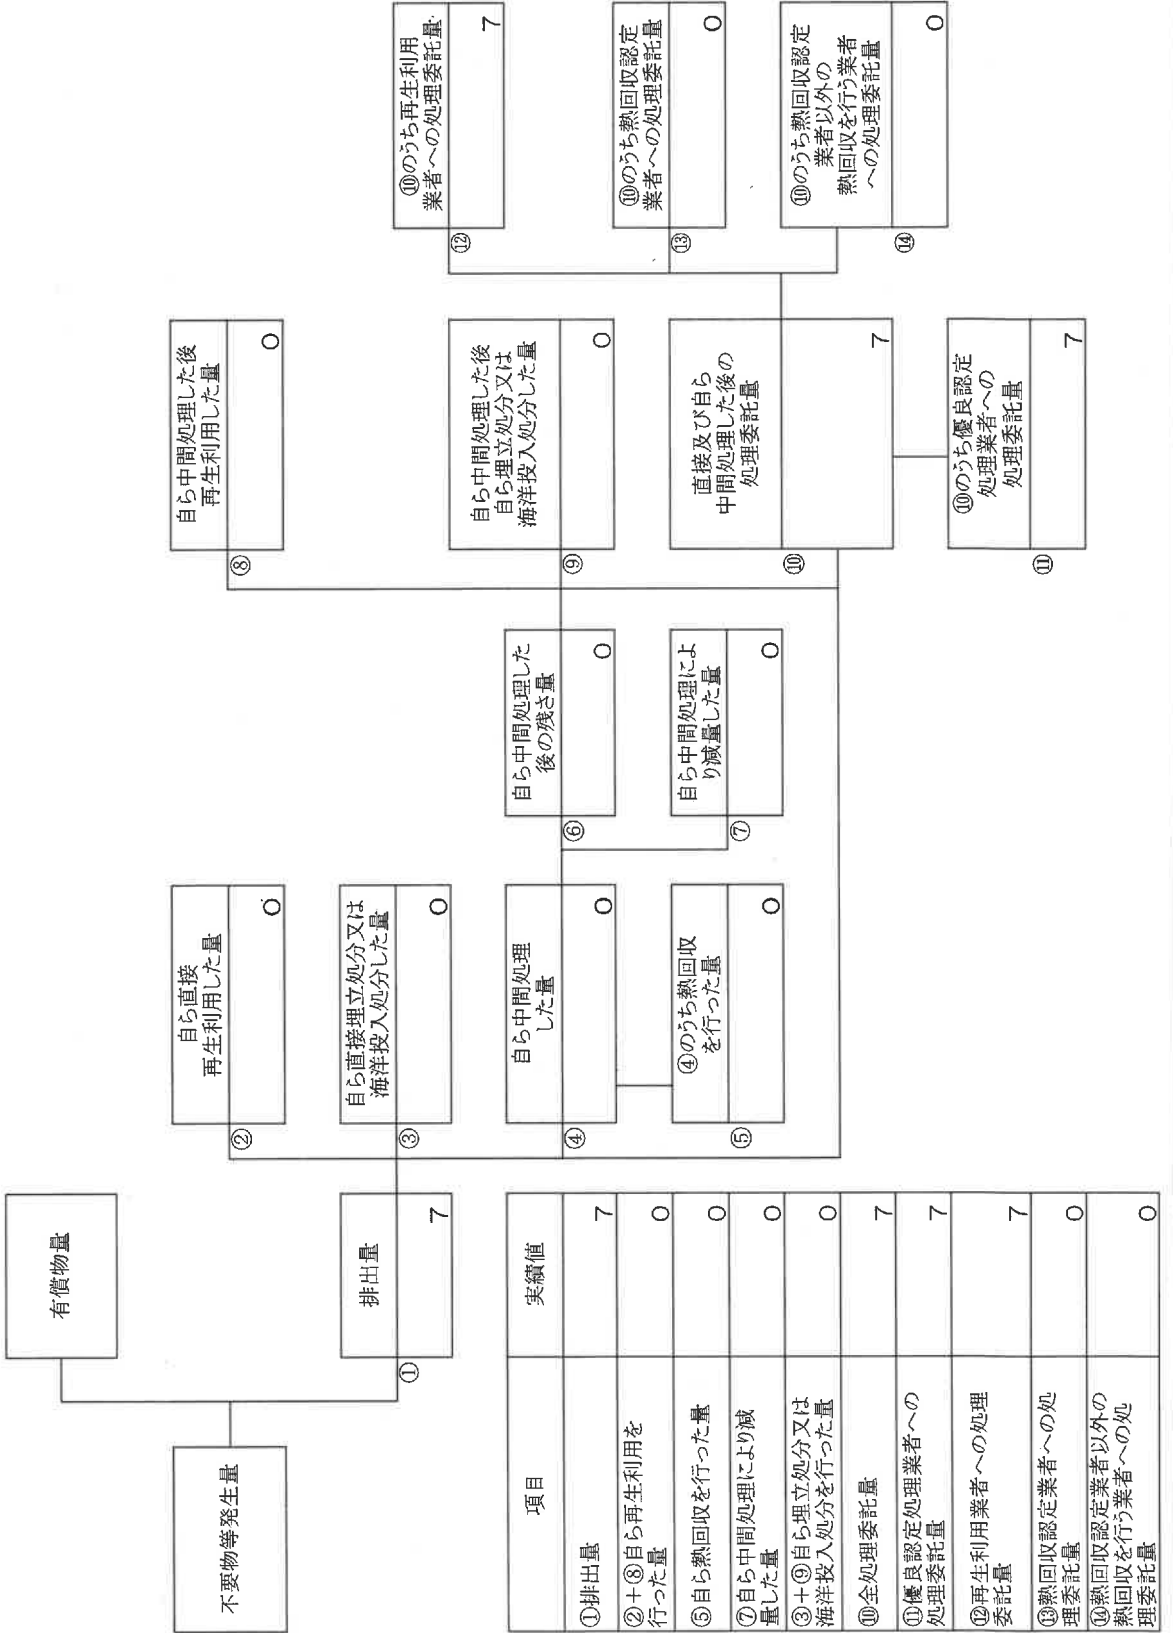 不要物等発生量
有償物量
排出量
①
7
自ら直接
再生利用した量
②
0
自ら直接埋立処分又は
海洋投入処分した量
③
0
自ら中間処理
した量
④
0
④のうち熱回収
を行った量
⑤
0
自ら中間処理した
後の残さ量
⑥
0
自ら中間処理によ
り減量した量
⑦
0
自ら中間処理した後
再生利用した量
⑧
0
自ら中間処理した後
自ら埋立処分又は
海洋投入処分した量
⑨
0
直接及び自ら
中間処理した後の
処理委託量
⑩
7
⑩のうち優良認定
処理業者への
処理委託量
⑪
7
⑩のうち再生利用
業者への処理委託量
⑫
7
⑩のうち熱回収認定
業者への処理委託量
⑬
0
⑩のうち熱回収認定
業者以外の
熱回収を行う業者
への処理委託量
⑭
0
項目 実績値
①排出量 7
②+⑧自ら再生利用を
行った量 0
⑤自ら熱回収を行った量 0
⑦自ら中間処理により減
量した量 0
③+⑨自ら埋立処分又は
海洋投入処分を行った量 0
⑩全処理委託量 7
⑪優良認定処理業者への
処理委託量 7
⑫再生利用業者への処理
委託量 7
⑬熱回収認定業者への処
理委託量 0
⑭熱回収認定業者以外の
熱回収を行う業者への処
理委託量 0